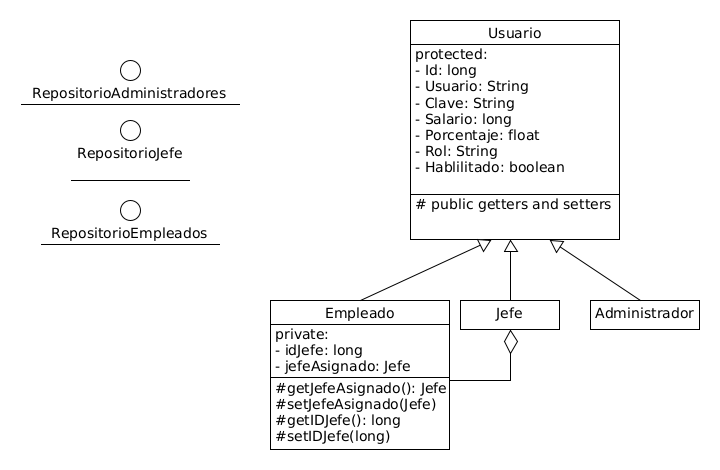 RepositorioAdministradores
RepositorioJefe
RepositorioEmpleados
Usuario
protected:
- Id: long
- Usuario: String
- Clave: String
- Salario: long
- Porcentaje: float
- Rol: String
- Hablilitado: boolean
# public getters and setters
Empleado
private:
- idJefe: long
- jefeAsignado: Jefe
#getJefeAsignado(): Jefe
#setJefeAsignado(Jefe)
#getIDJefe(): long
#setIDJefe(long)
Jefe
Administrador